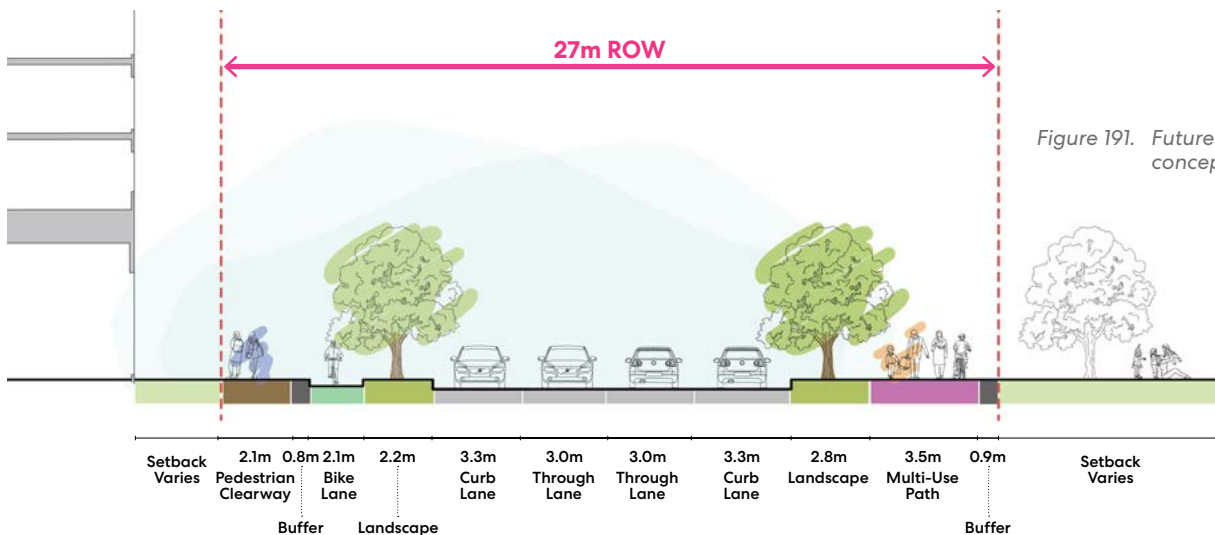 27m ROW
Figure 191. Future
concep
2.1m 0.8m 2.1m 2.2m 3.3m 3.0m 3.0m 3.3m 2.8m 3.5m 0.9m
Setback
Varies
Pedestrian
Clearway
Buffer
Bike
Lane
Landscape
Curb
Lane
Through
Lane
Through
Lane
Curb
Lane
Landscape
Multi-Use
Path
Buffer
Setback
Varies